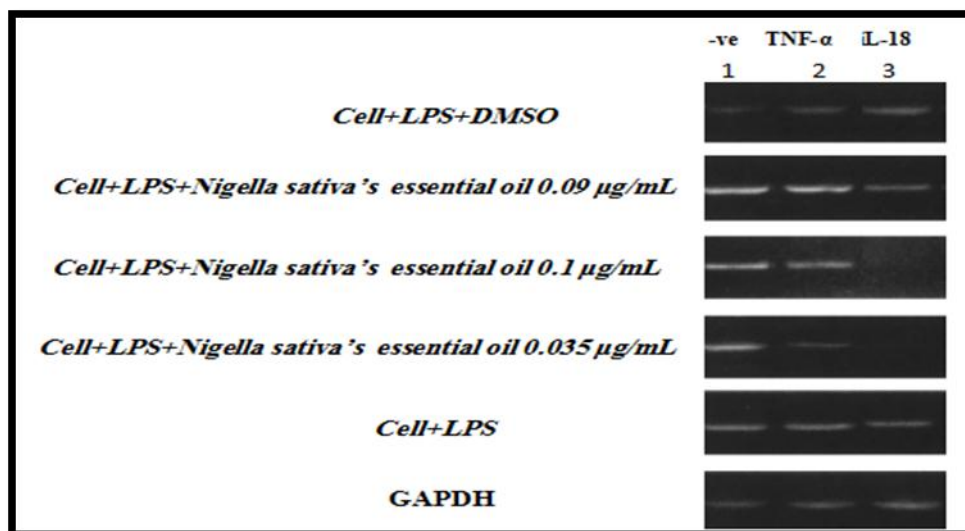 -ve TNF-α iL-18
1 2 3
Cell+LPS+DMSO
Cell+LPS+Nigella sativa’s essential oil 0.09 µg/mL
Cell+LPS+Nigella sativa’s essential oil 0.1 µg/mL
Cell+LPS+Nigella sativa’s essential oil 0.035 µg/mL
Cell+LPS
GAPDH